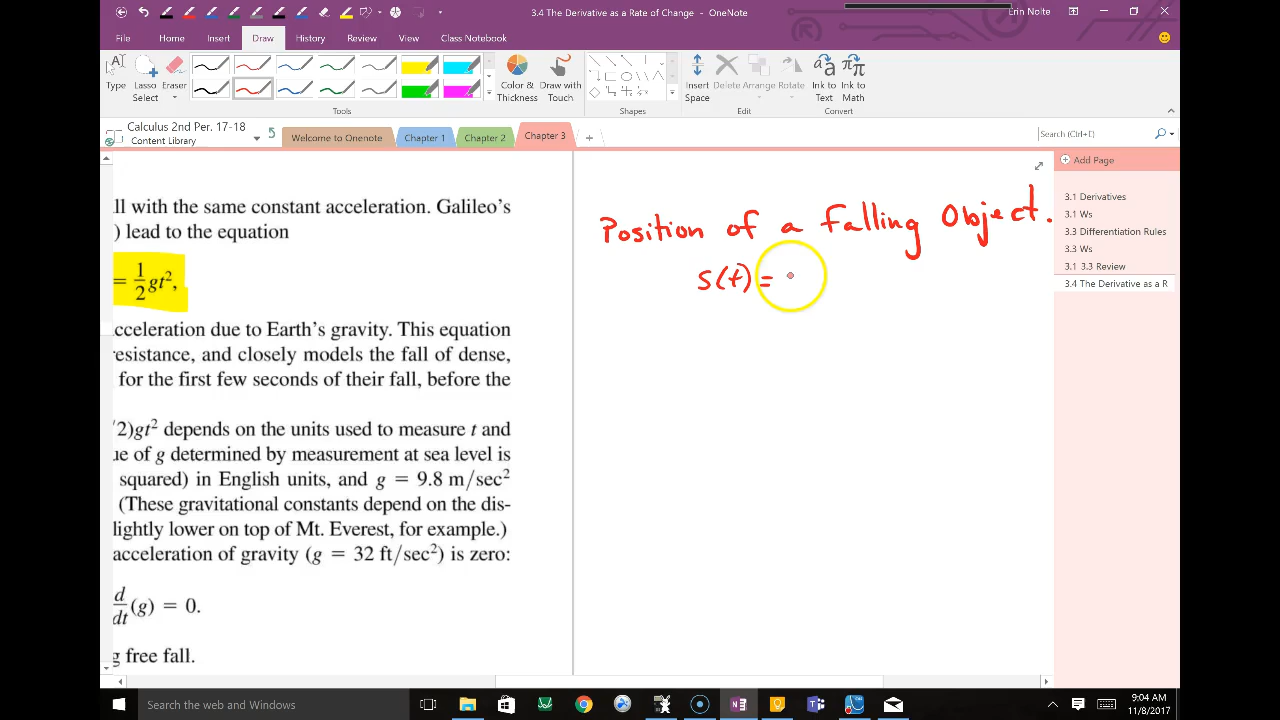 3.4 The Derivative as a Rate of Change - OneNote
Erin Nolte
File Home Insert Draw History Review View Class Notebook
Type
Lasso Select
Eraser
Color & Thickness
Draw with Touch
Insert Space
Delete
Arrange
Rotate
Ink to Text
Ink to Math
Tools
Shapes
Edit
Convert
Calculus 2nd Per. 17-18
Content Library
Welcome to Onenote
Chapter 1
Chapter 2
Chapter 3
Search (Ctrl+E)
Add Page
3.1 Derivatives
3.1 Ws
3.3 Differentiation Rules
3.3 Ws
3.1 3.3 Review
3.4 The Derivative as a R
ll with the same constant acceleration. Galileo's
) lead to the equation
= 1/2 gt²,
cceleration due to Earth's gravity. This equation
resistance, and closely models the fall of dense,
for the first few seconds of their fall, before the
/2)gt² depends on the units used to measure t and
ue of g determined by measurement at sea level is
squared) in English units, and g = 9.8 m/sec²
(These gravitational constants depend on the dis-
lightly lower on top of Mt. Everest, for example.)
acceleration of gravity (g = 32 ft/sec²) is zero:
d/dt (g) = 0.
g free fall.
Position of a Falling Object.
s(t) =
Search the web and Windows
9:04 AM
11/8/2017